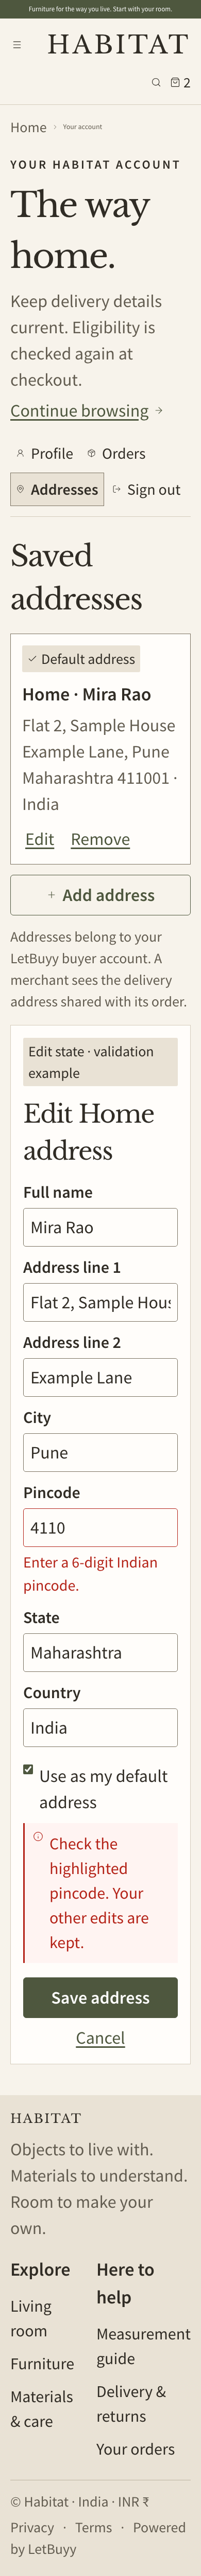 Furniture for the way you live. Start with your room.
HABITAT
2
Home › Your account
YOUR HABITAT ACCOUNT
The way
home.
Keep delivery details
current. Eligibility is
checked again at
checkout.
Continue browsing →
Profile Orders
Addresses Sign out
Saved
addresses
✓ Default address
Home · Mira Rao
Flat 2, Sample House
Example Lane, Pune
Maharashtra 411001 ·
India
Edit Remove
+ Add address
Addresses belong to your
LetBuyy buyer account. A
merchant sees the delivery
address shared with its order.
Edit state · validation
example
Edit Home
address
Full name
Mira Rao
Address line 1
Flat 2, Sample Hous
Address line 2
Example Lane
City
Pune
Pincode
4110
Enter a 6-digit Indian
pincode.
State
Maharashtra
Country
India
Use as my default
address
Check the
highlighted
pincode. Your
other edits are
kept.
Save address
Cancel
HABITAT
Objects to live with.
Materials to understand.
Room to make your
own.
Explore
Living
room
Furniture
Materials
& care
Here to
help
Measurement
guide
Delivery &
returns
Your orders
© Habitat · India · INR ₹
Privacy · Terms · Powered
by LetBuyy